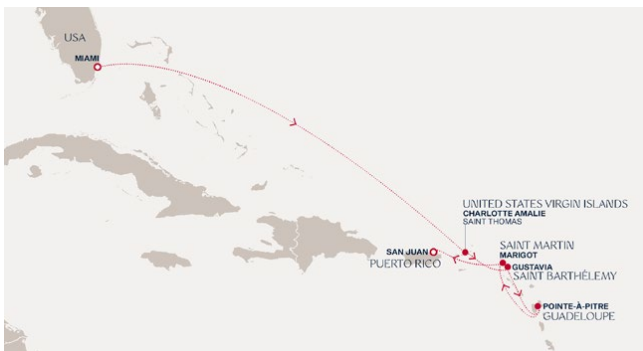 USA
MIAMI
UNITED STATES VIRGIN ISLANDS
CHARLOTTE AMALIE
SAINT THOMAS
SAN JUAN
PUERTO RICO
SAINT MARTIN
MARIGOT
GUSTAVIA
SAINT BARTHÉLEMY
POINTE-À-PITRE
GUADELOUPE